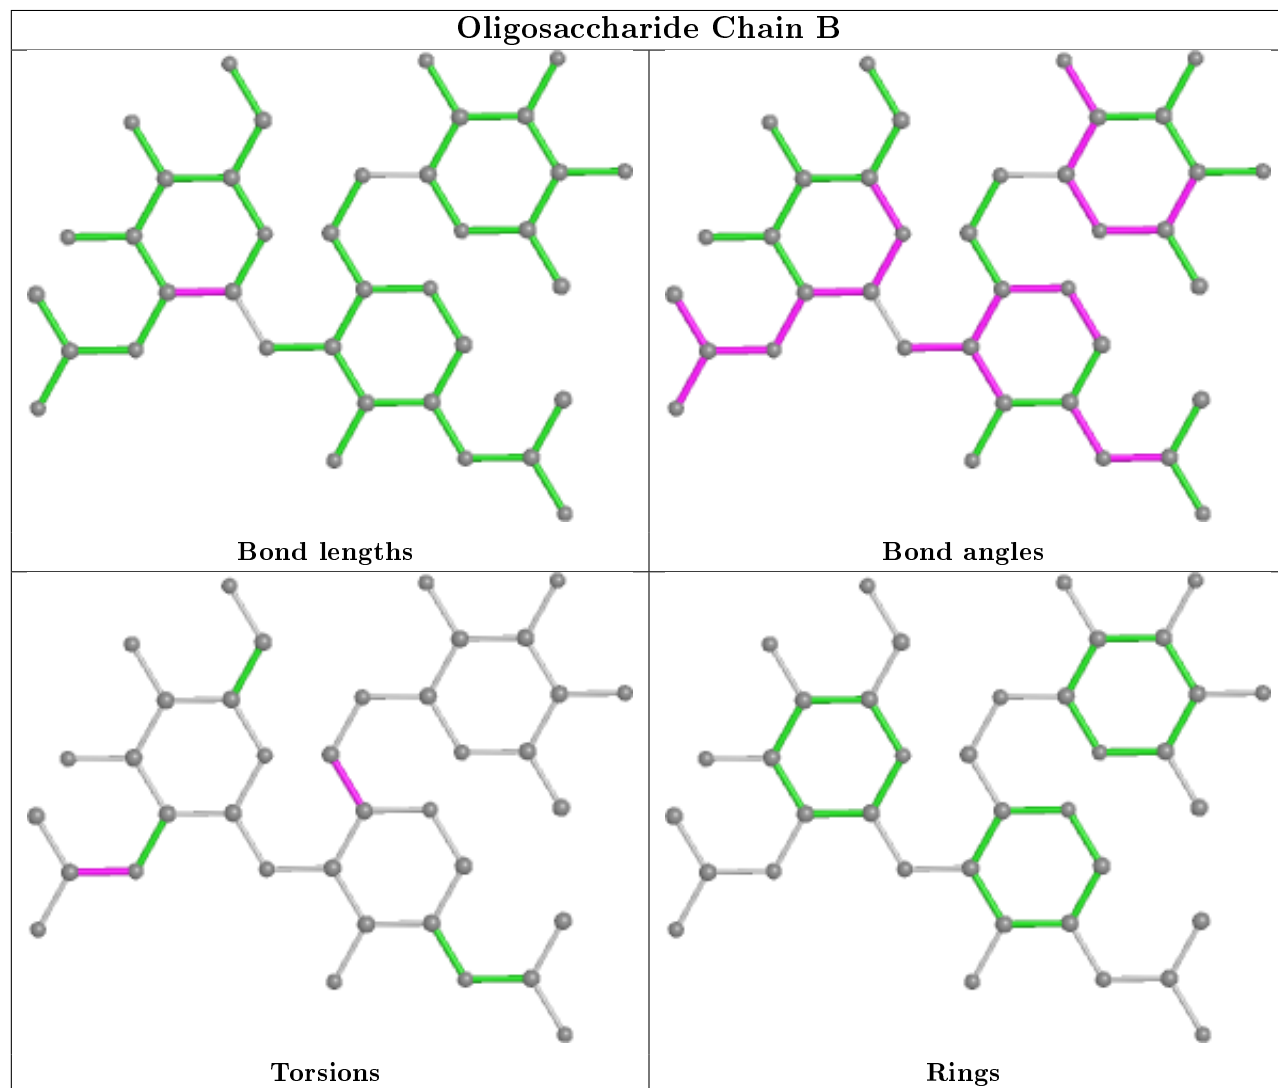 Oligosaccharide Chain B
Bond lengths
Bond angles
Torsions
Rings